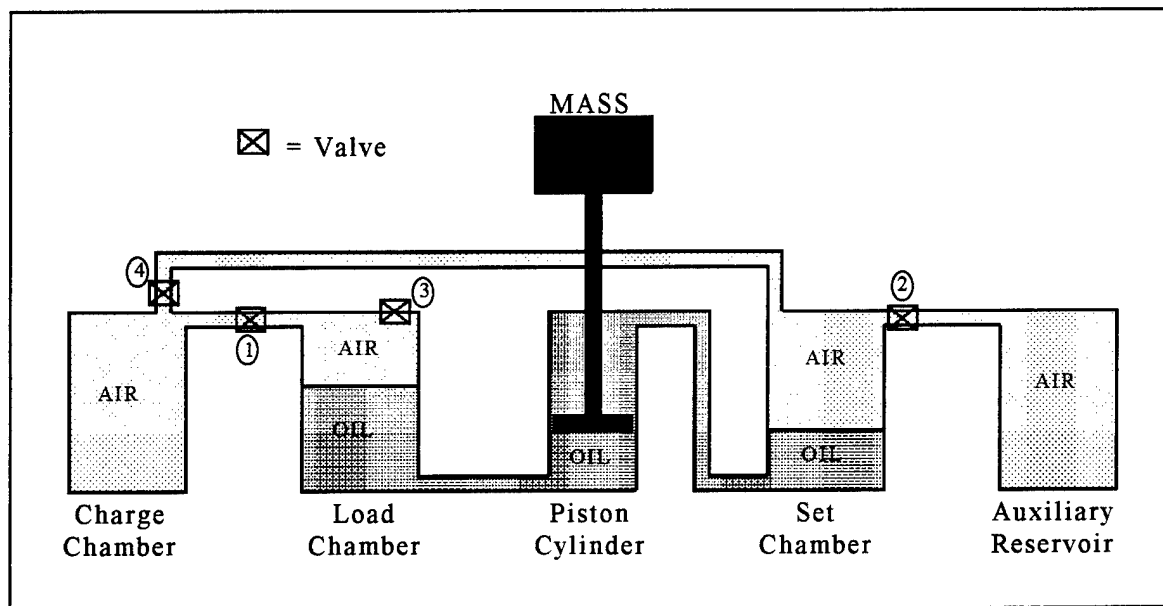 MASS
= Valve
4
3
2
1
AIR
AIR
AIR
AIR
OIL
OIL
OIL
Charge
Chamber
Load
Chamber
Piston
Cylinder
Set
Chamber
Auxiliary
Reservoir